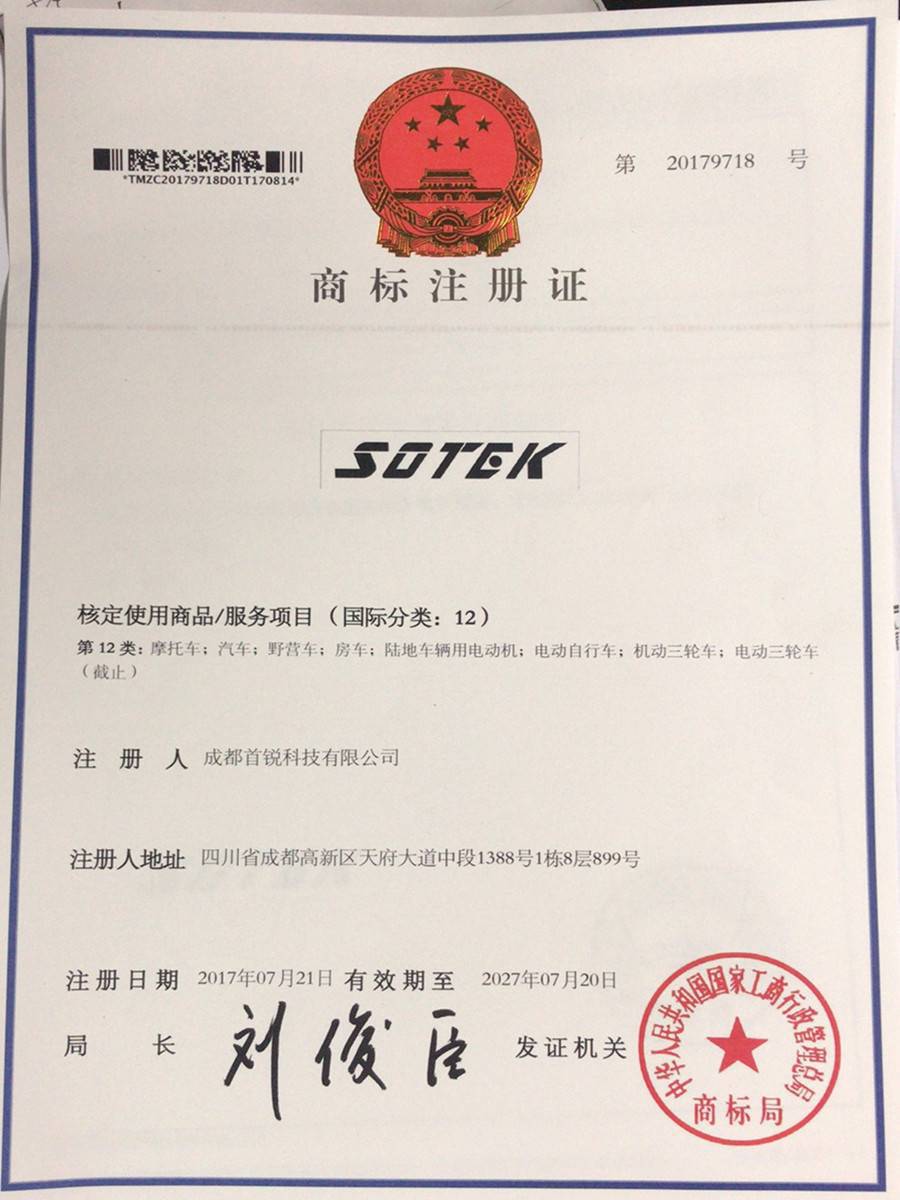 *TMZC20179718D01T170814*
第 20179718 号
商标注册证
SOTEK
核定使用商品/服务项目（国际分类：12）
第 12 类：摩托车；汽车；野营车；房车；陆地车辆用电动机；电动自行车；机动三轮车；电动三轮车
（截止）
注册人 成都首锐科技有限公司
注册人地址 四川省成都高新区天府大道中段1388号1栋8层899号
注册日期 2017年07月21日 有效期至 2027年07月20日
局长 刘俊臣 发证机关
中华人民共和国国家工商行政管理总局
商标局